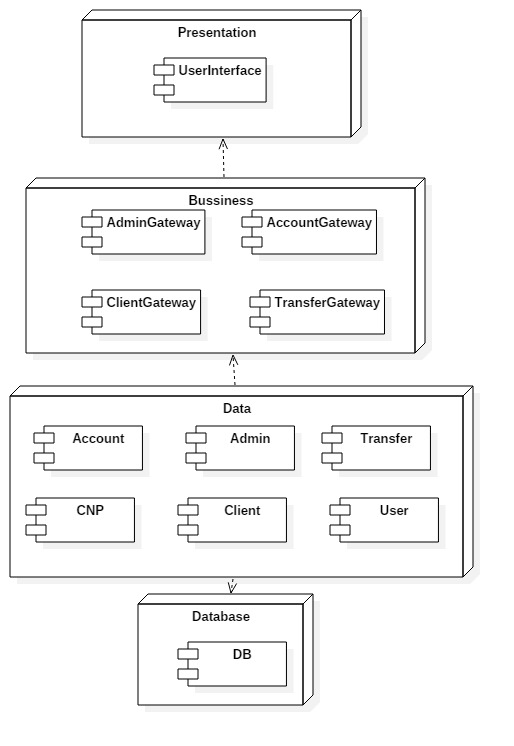 Presentation
UserInterface
Bussiness
AdminGateway
AccountGateway
ClientGateway
TransferGateway
Data
Account
Admin
Transfer
CNP
Client
User
Database
DB